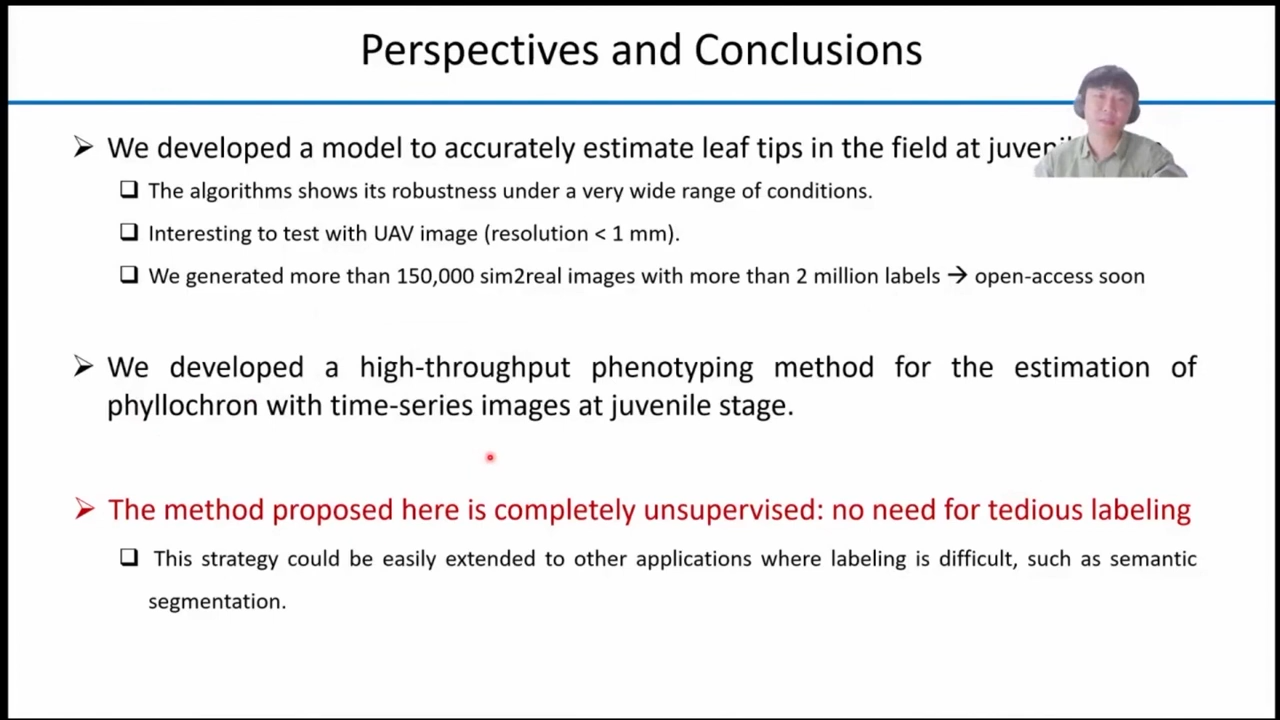 Perspectives and Conclusions
We developed a model to accurately estimate leaf tips in the field at
The algorithms shows its robustness under a very wide range of conditions.
Interesting to test with UAV image (resolution < 1 mm).
We generated more than 150,000 sim2real images with more than 2 million labels → open-access soon
We developed a high-throughput phenotyping method for the estimation of
phyllochron with time-series images at juvenile stage.
The method proposed here is completely unsupervised: no need for tedious labeling
This strategy could be easily extended to other applications where labeling is difficult, such as semantic
segmentation.